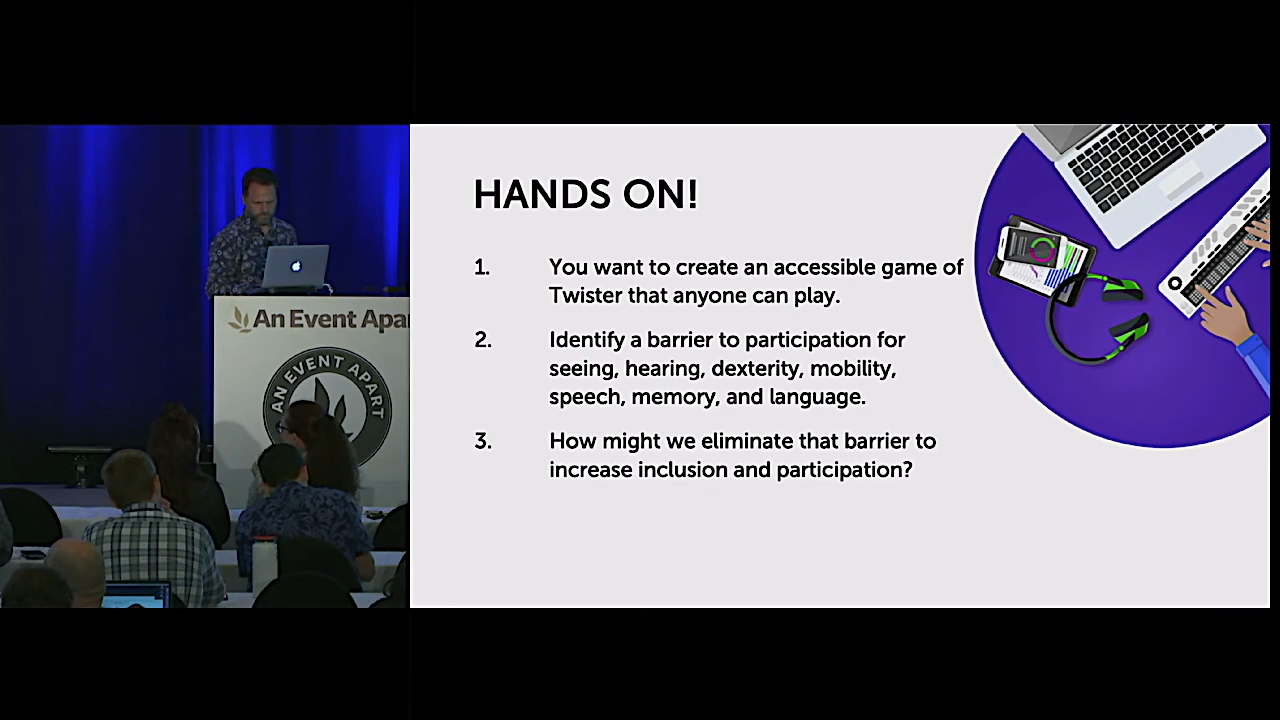 HANDS ON!
1. You want to create an accessible game of
Twister that anyone can play.
2. Identify a barrier to participation for
seeing, hearing, dexterity, mobility,
speech, memory, and language.
3. How might we eliminate that barrier to
increase inclusion and participation?
An Event Apar
AN EVENT APART